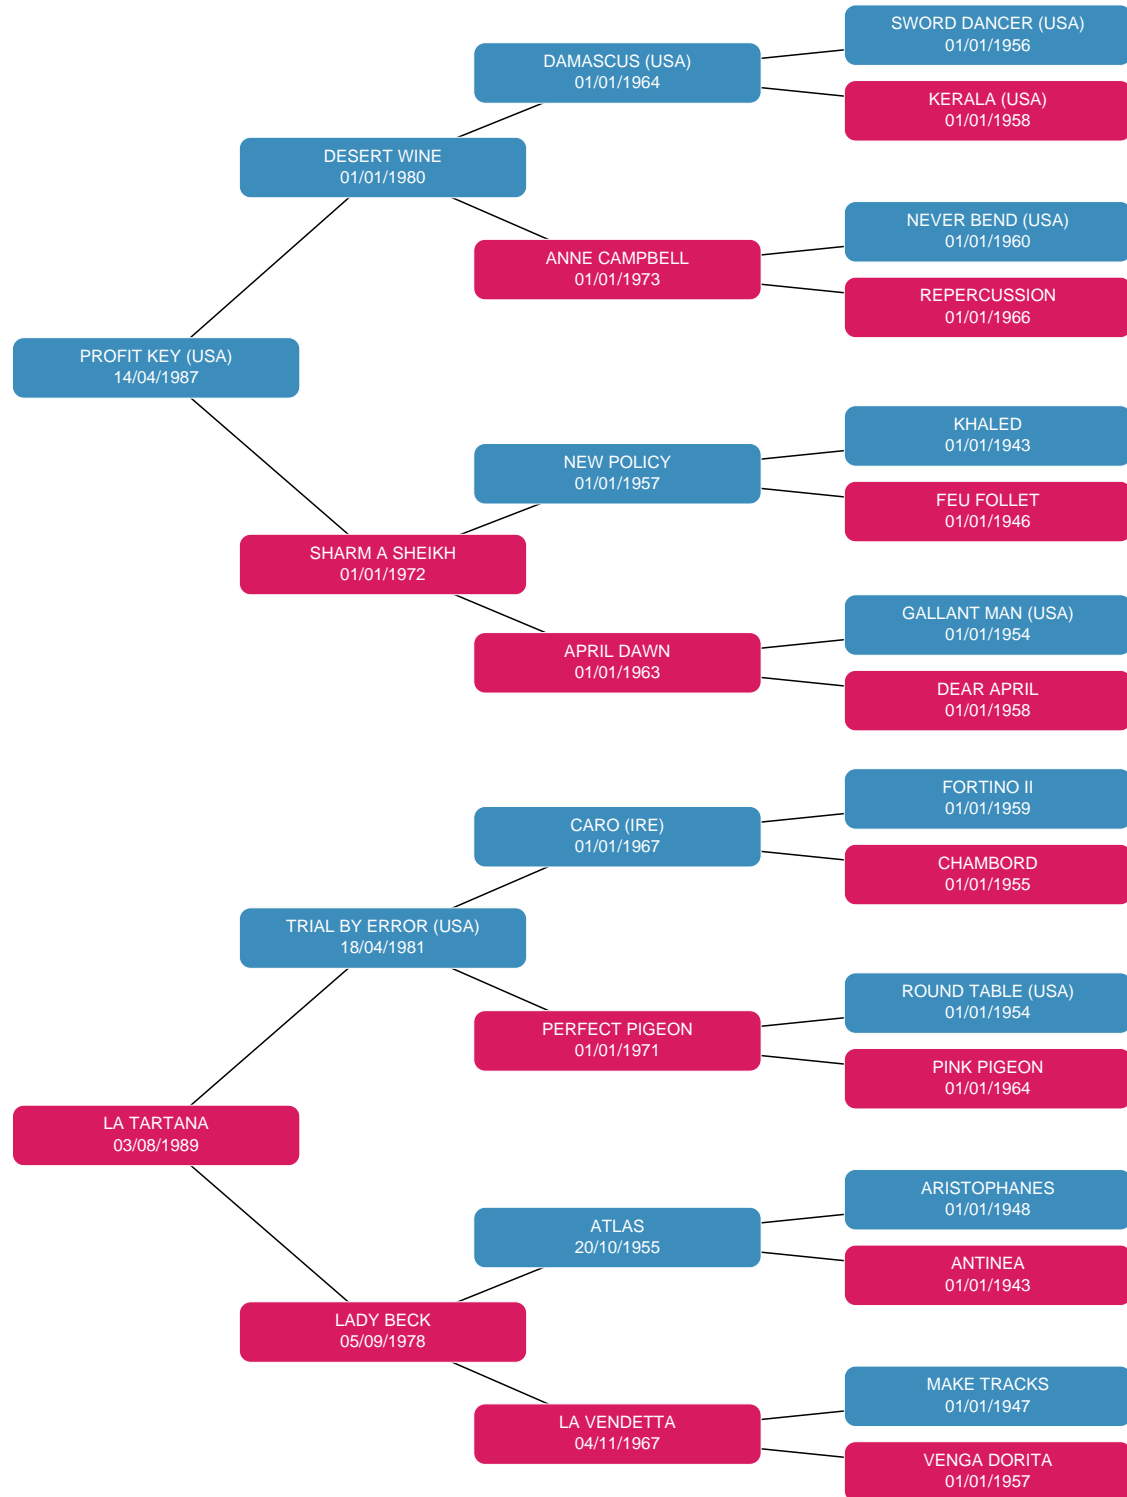 SWORD DANCER (USA)
01/01/1956
DAMASCUS (USA)
01/01/1964
KERALA (USA)
01/01/1958
DESERT WINE
01/01/1980
NEVER BEND (USA)
01/01/1960
ANNE CAMPBELL
01/01/1973
REPERCUSSION
01/01/1966
PROFIT KEY (USA)
14/04/1987
KHALED
01/01/1943
NEW POLICY
01/01/1957
FEU FOLLET
01/01/1946
SHARM A SHEIKH
01/01/1972
GALLANT MAN (USA)
01/01/1954
APRIL DAWN
01/01/1963
DEAR APRIL
01/01/1958
FORTINO II
01/01/1959
CARO (IRE)
01/01/1967
CHAMBORD
01/01/1955
TRIAL BY ERROR (USA)
18/04/1981
ROUND TABLE (USA)
01/01/1954
PERFECT PIGEON
01/01/1971
PINK PIGEON
01/01/1964
LA TARTANA
03/08/1989
ARISTOPHANES
01/01/1948
ATLAS
20/10/1955
ANTINEA
01/01/1943
LADY BECK
05/09/1978
MAKE TRACKS
01/01/1947
LA VENDETTA
04/11/1967
VENGA DORITA
01/01/1957